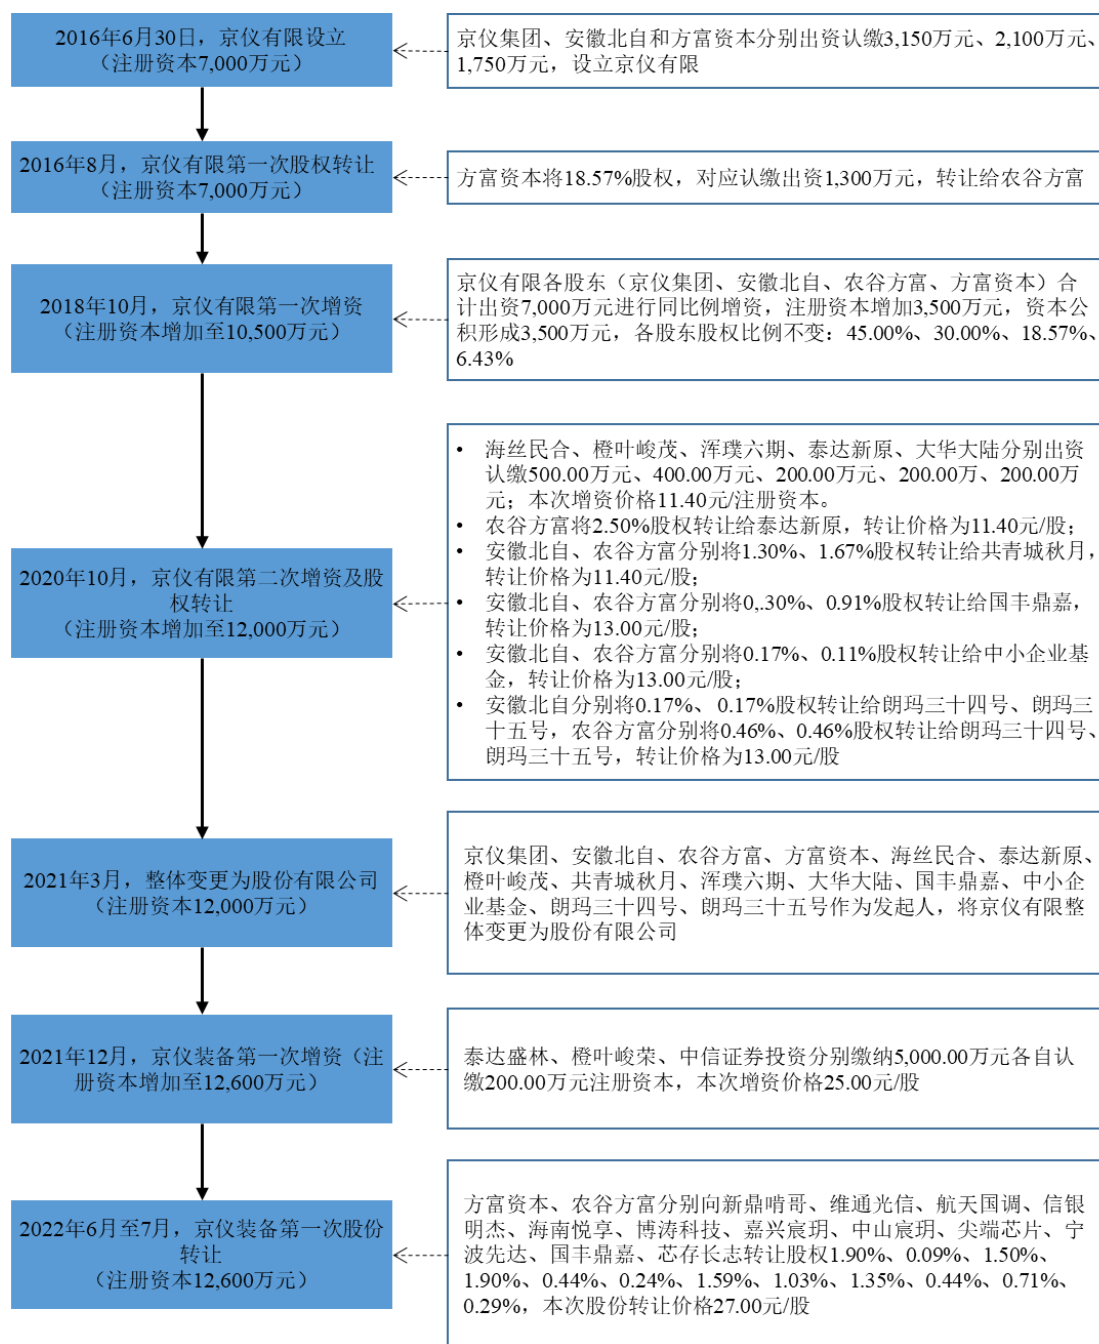 2016年6月30日，京仪有限设立
（注册资本7,000万元）
京仪集团、安徽北自和方富资本分别出资认缴3,150万元、2,100万元、
1,750万元，设立京仪有限
2016年8月，京仪有限第一次股权转让
（注册资本7,000万元）
方富资本将18.57%股权，对应认缴出资1,300万元，转让给农谷方富
2018年10月，京仪有限第一次增资
（注册资本增加至10,500万元）
京仪有限各股东（京仪集团、安徽北自、农谷方富、方富资本）合
计出资7,000万元进行同比例增资，注册资本增加3,500万元，资本公
积形成3,500万元，各股东股权比例不变：45.00%、30.00%、18.57%、
6.43%
2020年10月，京仪有限第二次增资及股
权转让
（注册资本增加至12,000万元）
• 海丝民合、橙叶峻茂、浑璞六期、泰达新原、大华大陆分别出资
认缴500.00万元、400.00万元、200.00万元、200.00万、200.00万
元；本次增资价格11.40元/注册资本。
• 农谷方富将2.50%股权转让给泰达新原，转让价格为11.40元/股；
• 安徽北自、农谷方富分别将1.30%、1.67%股权转让给共青城秋月，
转让价格为11.40元/股；
• 安徽北自、农谷方富分别将0,.30%、0.91%股权转让给国丰鼎嘉，
转让价格为13.00元/股；
• 安徽北自、农谷方富分别将0.17%、0.11%股权转让给中小企业基
金，转让价格为13.00元/股；
• 安徽北自分别将0.17%、0.17%股权转让给朗玛三十四号、朗玛三
十五号，农谷方富分别将0.46%、0.46%股权转让给朗玛三十四号、
朗玛三十五号，转让价格为13.00元/股
2021年3月，整体变更为股份有限公司
（注册资本12,000万元）
京仪集团、安徽北自、农谷方富、方富资本、海丝民合、泰达新原、
橙叶峻茂、共青城秋月、浑璞六期、大华大陆、国丰鼎嘉、中小企
业基金、朗玛三十四号、朗玛三十五号作为发起人，将京仪有限整
体变更为股份有限公司
2021年12月，京仪装备第一次增资（注
册资本增加至12,600万元）
泰达盛林、橙叶峻荣、中信证券投资分别缴纳5,000.00万元各自认
缴200.00万元注册资本，本次增资价格25.00元/股
2022年6月至7月，京仪装备第一次股份
转让
（注册资本12,600万元）
方富资本、农谷方富分别向新鼎啃哥、维通光信、航天国调、信银
明杰、海南悦享、博涛科技、嘉兴宸玥、中山宸玥、尖端芯片、宁
波先达、国丰鼎嘉、芯存长志转让股权1.90%、0.09%、1.50%、
1.90%、0.44%、0.24%、1.59%、1.03%、1.35%、0.44%、0.71%、
0.29%，本次股份转让价格27.00元/股